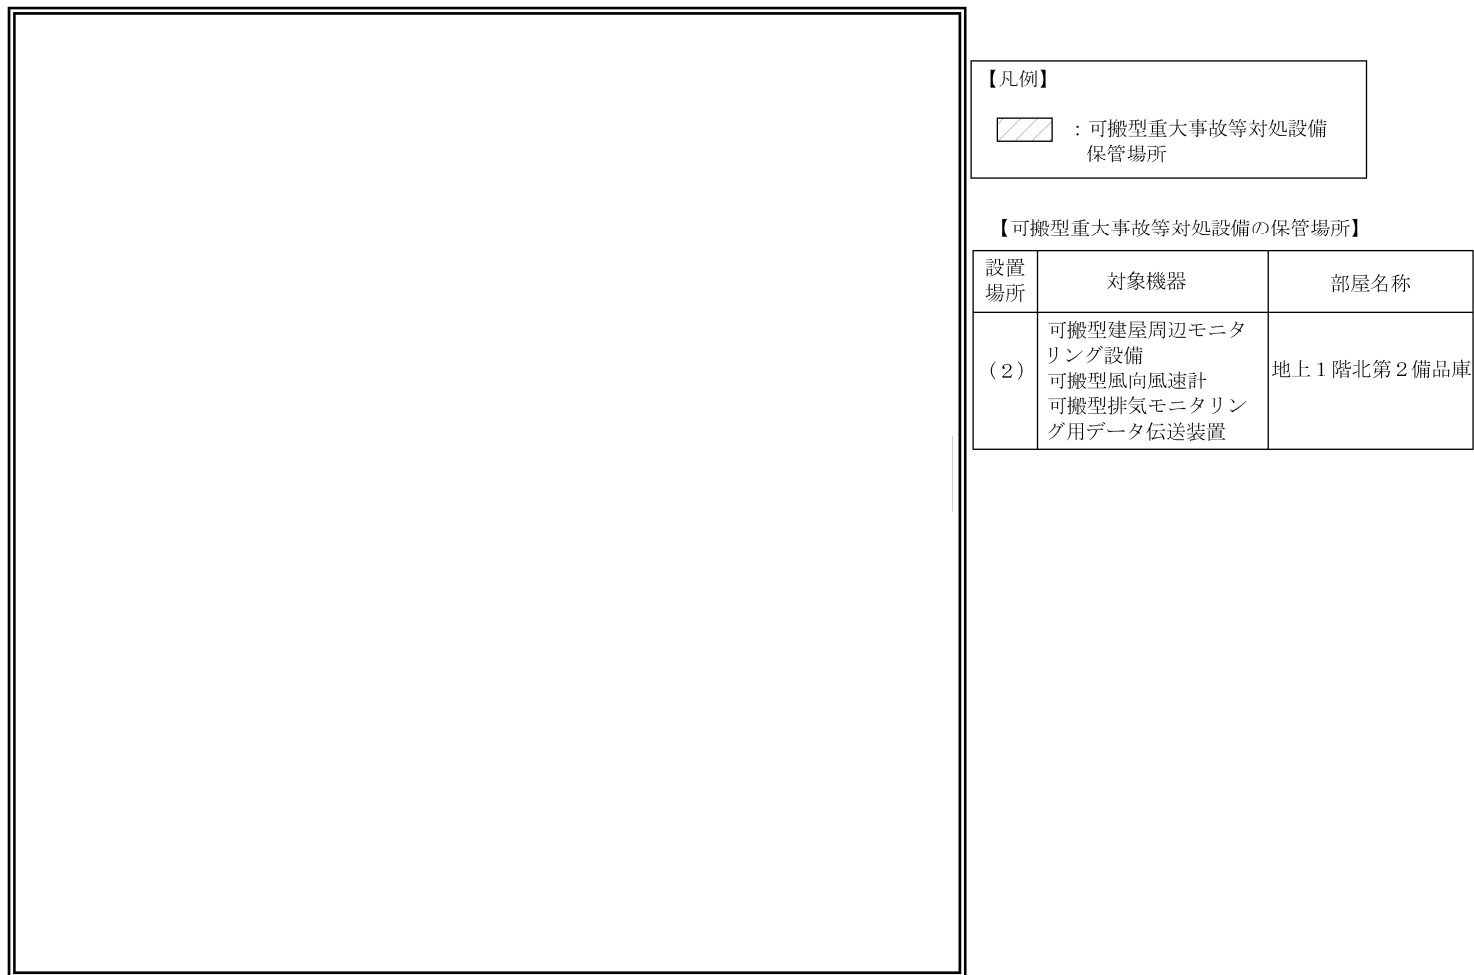 【凡例】
：可搬型重大事故等対処設備
保管場所
【可搬型重大事故等対処設備の保管場所】
設置
場所
対象機器
部屋名称
（２）
可搬型建屋周辺モニタ
リング設備
可搬型風向風速計
可搬型排気モニタリン
グ用データ伝送装置
地上１階北第２備品庫